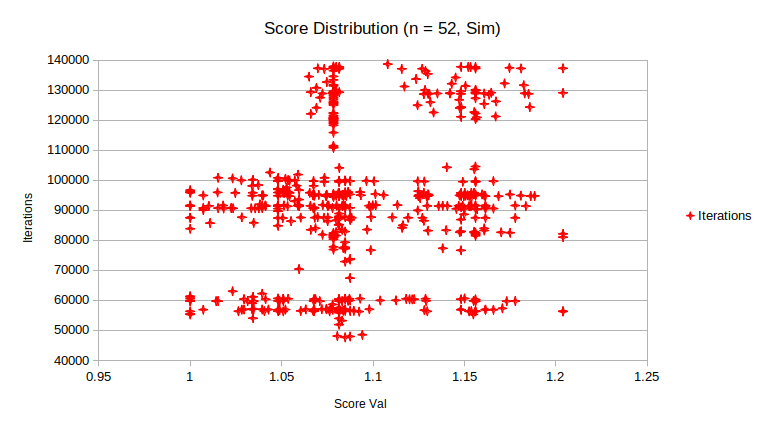 Score Distribution (n = 52, Sim)
Iterations
140000
130000
120000
110000
100000
90000
80000
70000
60000
50000
40000
0.95 1 1.05 1.1 1.15 1.2 1.25
Score Val
Iterations